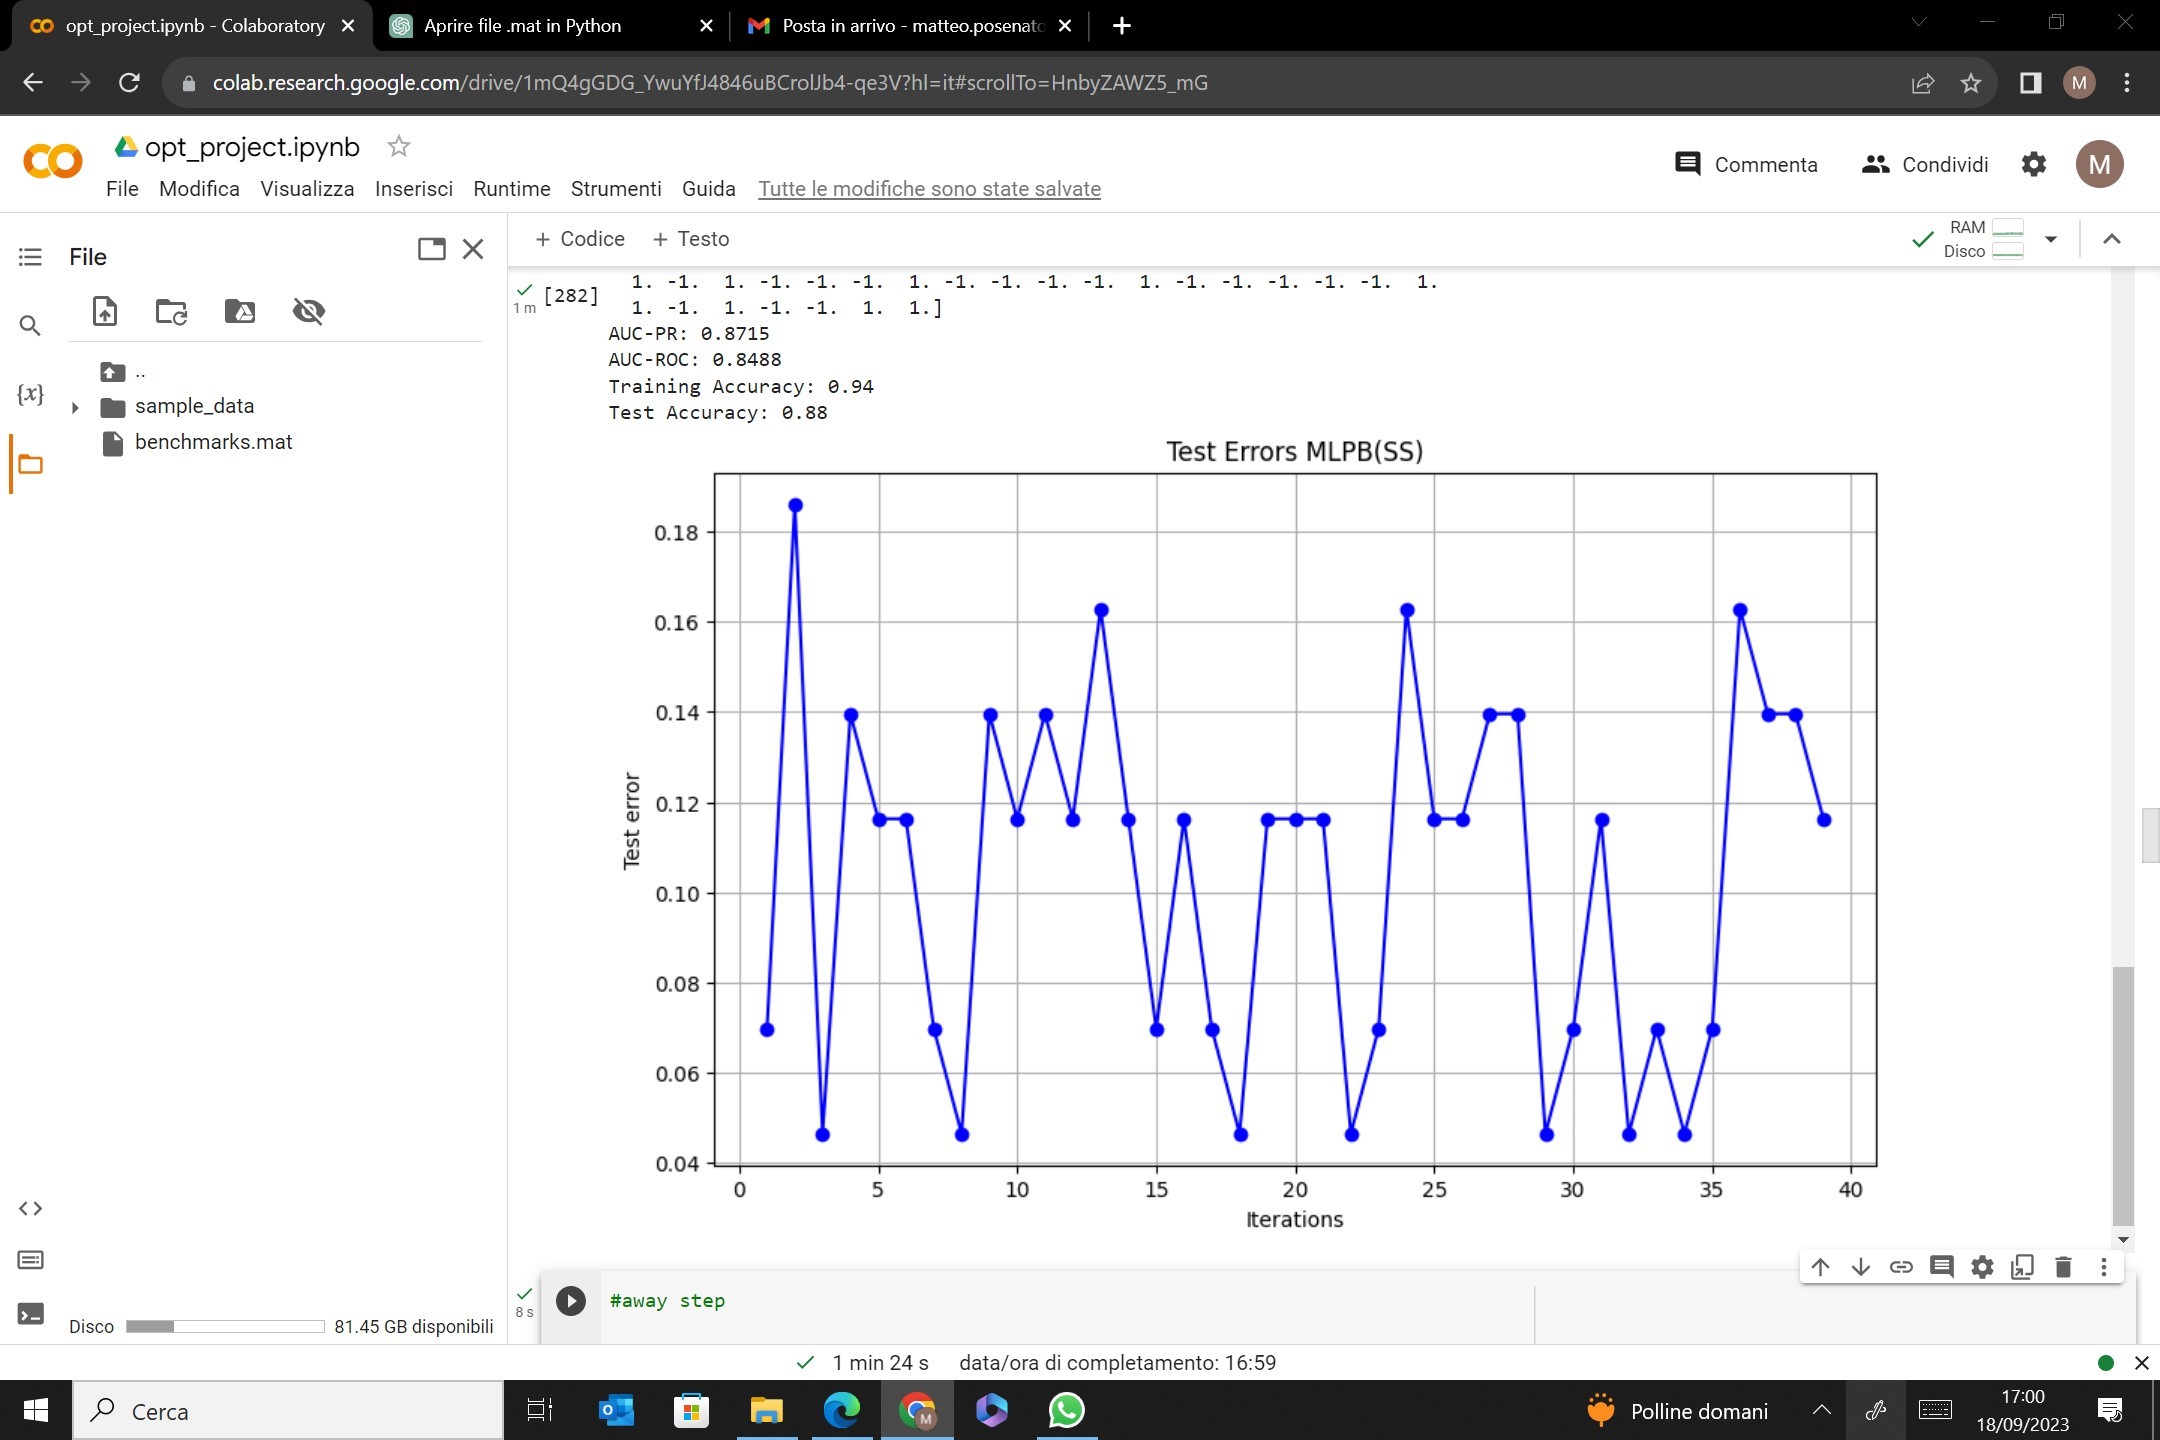 opt_project.ipynb - Colaboratory
Aprire file .mat in Python
Posta in arrivo - matteo.posenato
colab.research.google.com/drive/1mQ4gGDG_YwuYfJ4846uBCrolJb4-qe3V?hl=it#scrollTo=HnbyZAWZ5_mG
M
opt_project.ipynb
Commenta
Condividi
M
File Modifica Visualizza Inserisci Runtime Strumenti Guida Tutte le modifiche sono state salvate
File
+ Codice + Testo
RAM
Disco
..
sample_data
benchmarks.mat
{x}
[282]
1 m
1. -1. 1. -1. -1. -1. 1. -1. -1. -1. -1. 1. -1. -1. -1. -1. -1. 1.
1. -1. 1. -1. -1. 1. 1.]
AUC-PR: 0.8715
AUC-ROC: 0.8488
Training Accuracy: 0.94
Test Accuracy: 0.88
Test Errors MLPB(SS)
0.18
0.16
0.14
0.12
0.10
0.08
0.06
0.04
Test error
0 5 10 15 20 25 30 35 40
Iterations
8 s
#away step
Disco 81.45 GB disponibili
1 min 24 s data/ora di completamento: 16:59
Cerca
M
Polline domani
17:00
18/09/2023